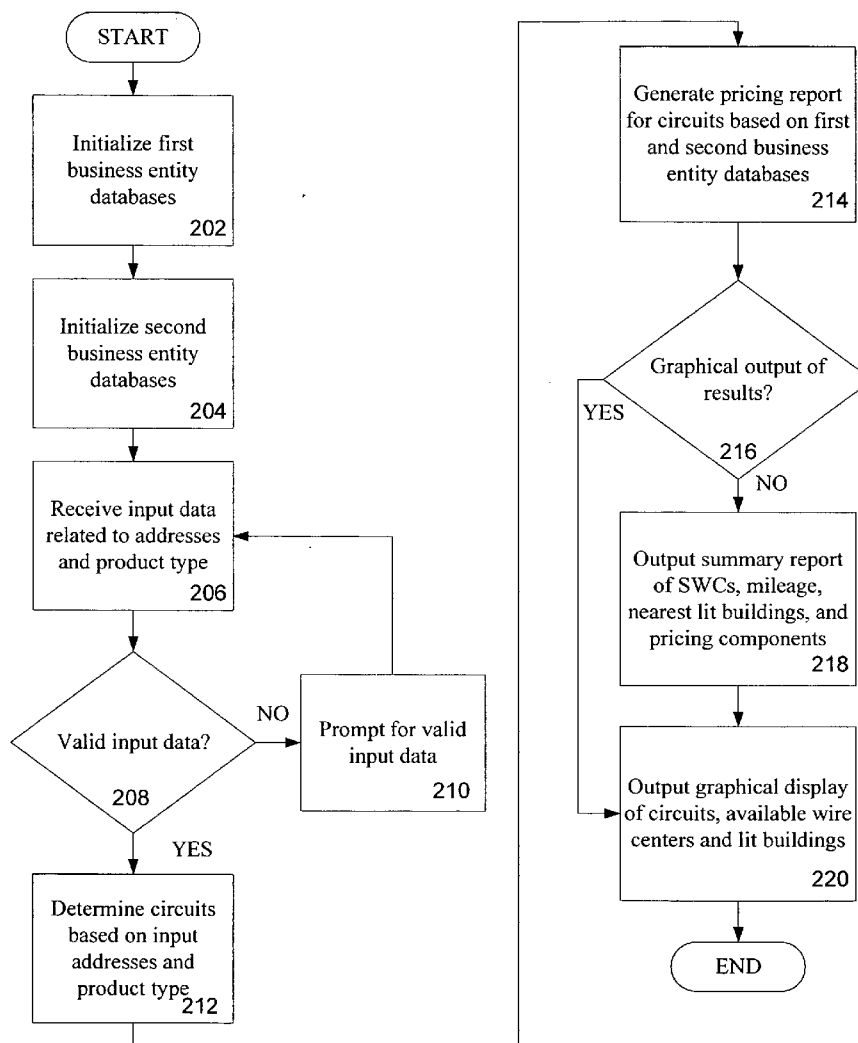 START
Initialize first
business entity
databases
202
Initialize second
business entity
databases
204
Receive input data
related to addresses
and product type
206
Valid input data?
208
NO
YES
Prompt for valid
input data
210
Determine circuits
based on input
addresses and
product type
212
Generate pricing report
for circuits based on first
and second business
entity databases
214
Graphical output of
results?
216
YES
NO
Output summary report
of SWCs, mileage,
nearest lit buildings, and
pricing components
218
Output graphical display
of circuits, available wire
centers and lit buildings
220
END